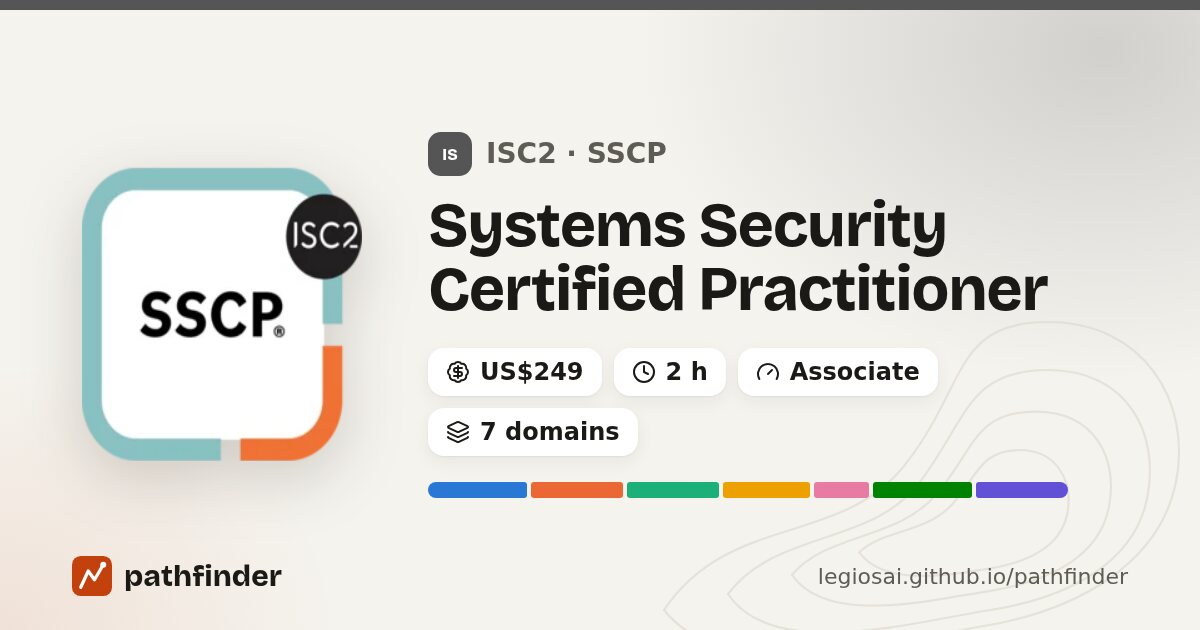 IS
ISC2 · SSCP
ISC2
SSCP®
Systems Security
Certified Practitioner
US$249
2 h
Associate
7 domains
pathfinder
legiosai.github.io/pathfinder